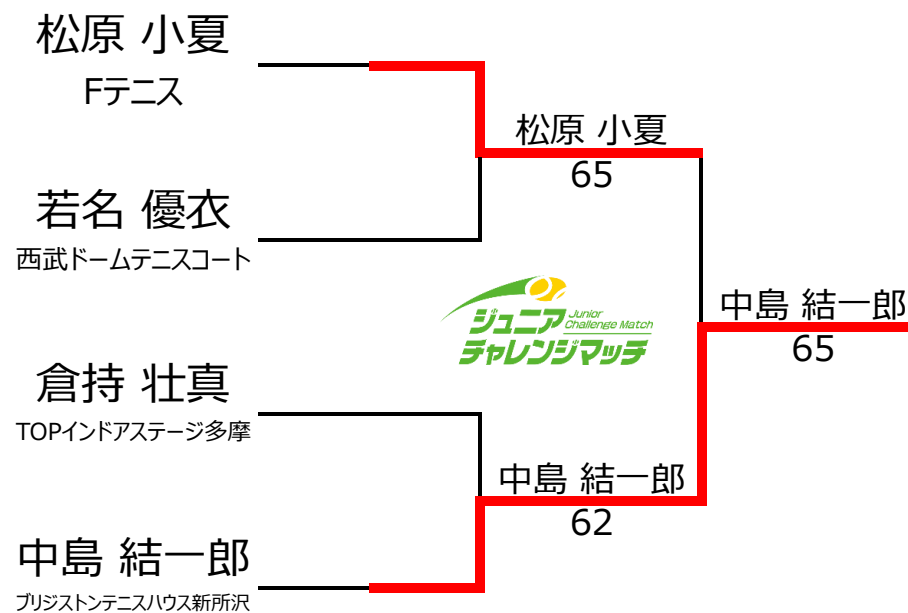 松原 小夏
Fテニス
松原 小夏
65
若名 優衣
西武ドームテニスコート
ジュニア Junior Challenge Match
チャレンジマッチ
中島 結一郎
65
倉持 壮真
TOPインドアステージ多摩
中島 結一郎
62
中島 結一郎
ブリジストンテニスハウス新所沢